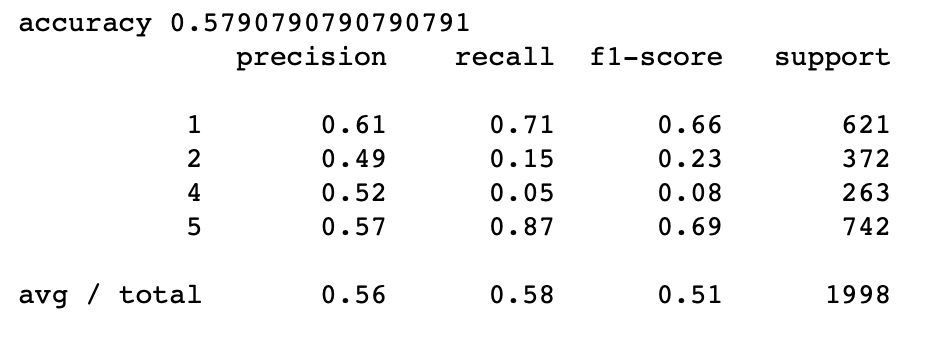 accuracy 0.5790790790790791
precision recall f1-score support
1 0.61 0.71 0.66 621
2 0.49 0.15 0.23 372
4 0.52 0.05 0.08 263
5 0.57 0.87 0.69 742
avg / total 0.56 0.58 0.51 1998